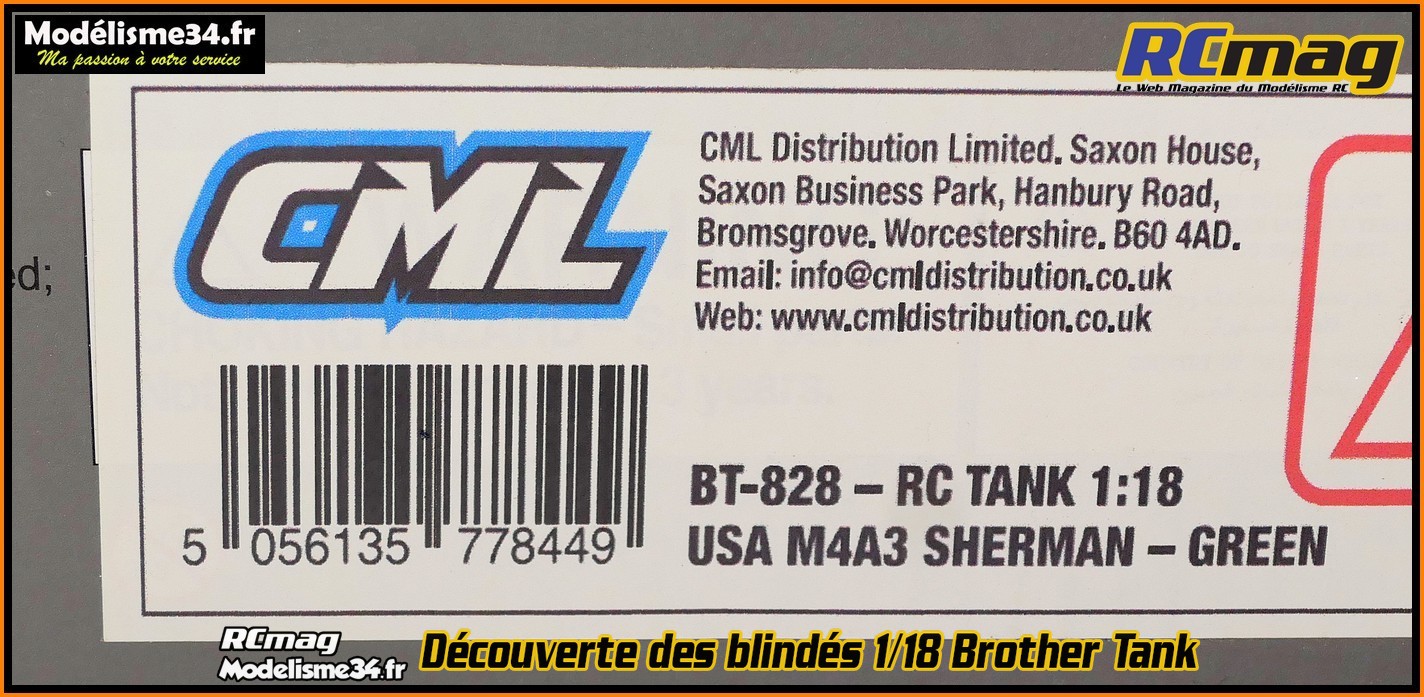 Modélisme34.fr
Ma passion à votre service
RCmag
Le Web Magazine du Modélisme RC
CML
CML Distribution Limited. Saxon House,
Saxon Business Park, Hanbury Road,
Bromsgrove. Worcestershire. B60 4AD.
Email: info@cmldistribution.co.uk
Web: www.cmldistribution.co.uk
ed;
BT-828 – RC TANK 1:18
USA M4A3 SHERMAN – GREEN
5 056135 778449
RCmag
Modelisme34.fr
Découverte des blindés 1/18 Brother Tank